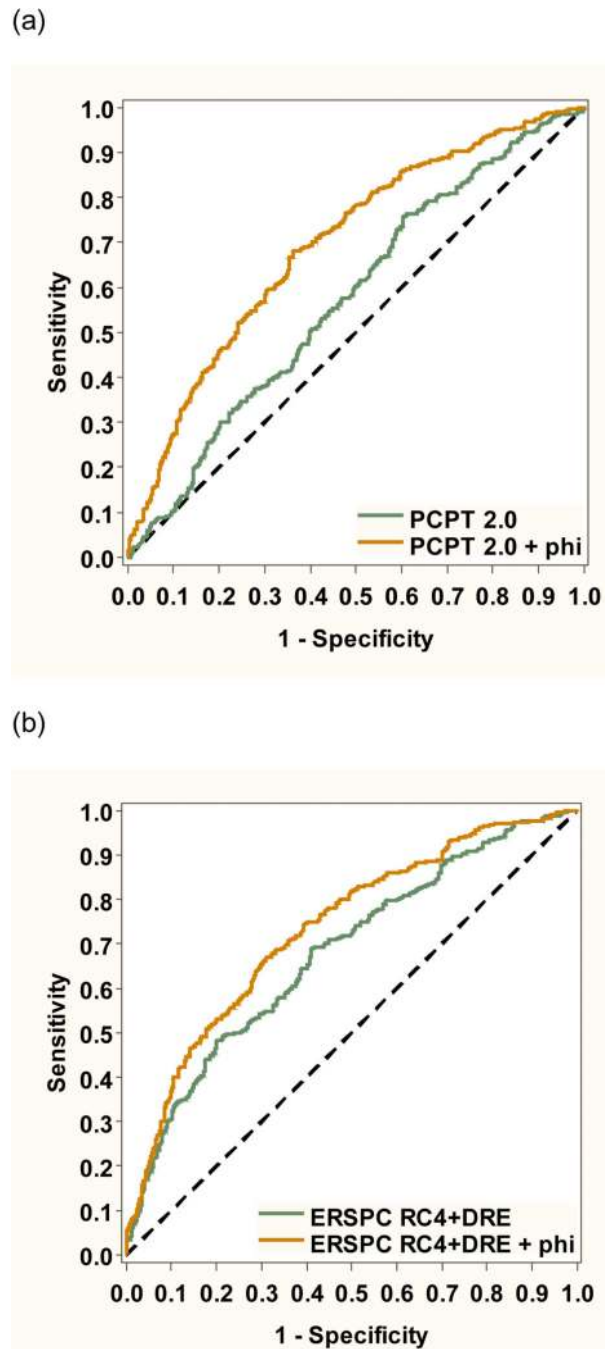 (a)
1.0
0.9
0.8
0.7
0.6
0.5
0.4
0.3
0.2
0.1
0.0
Sensitivity
PCPT 2.0
PCPT 2.0 + phi
0.0 0.1 0.2 0.3 0.4 0.5 0.6 0.7 0.8 0.9 1.0
1 - Specificity
(b)
1.0
0.9
0.8
0.7
0.6
0.5
0.4
0.3
0.2
0.1
0.0
Sensitivity
ERSPC RC4+DRE
ERSPC RC4+DRE + phi
0.0 0.1 0.2 0.3 0.4 0.5 0.6 0.7 0.8 0.9 1.0
1 - Specificity